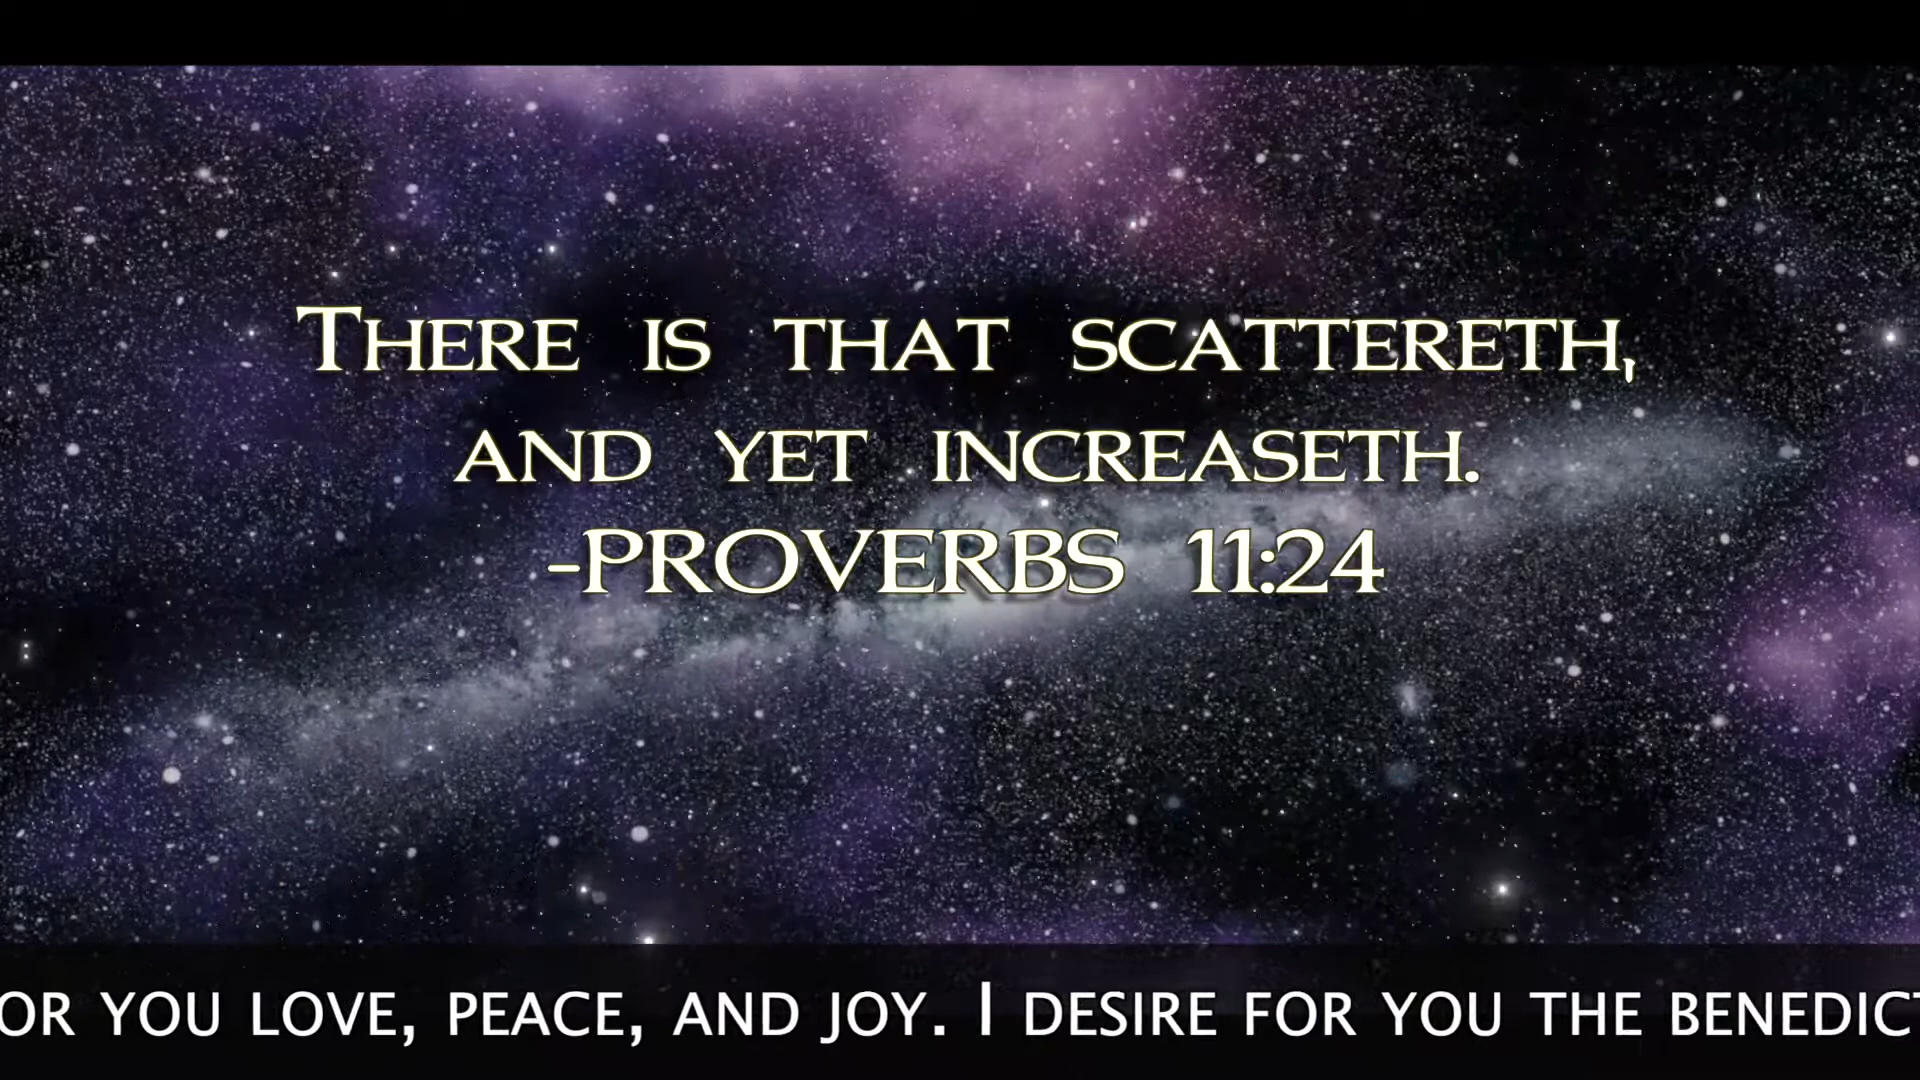 There is that scattereth,
and yet increaseth.
-PROVERBS 11:24
OR YOU LOVE, PEACE, AND JOY. I DESIRE FOR YOU THE